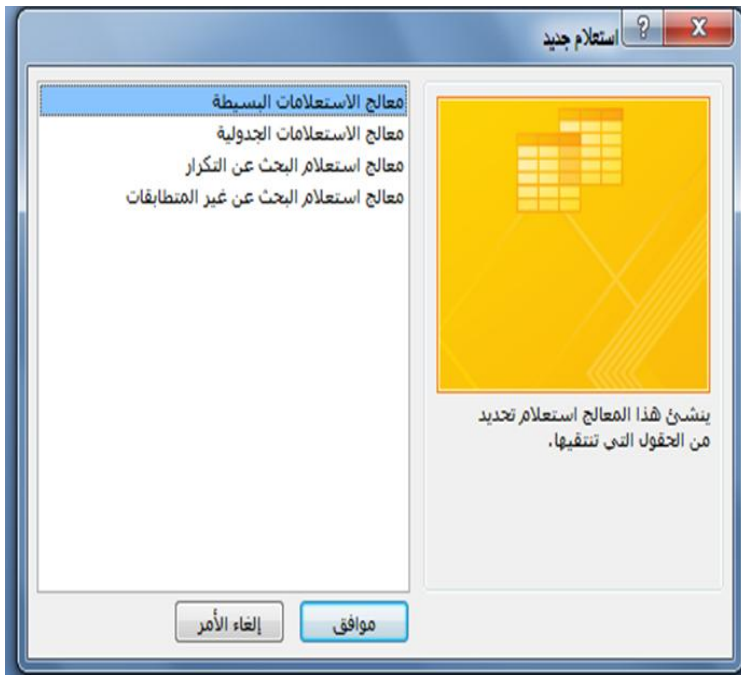 استعلام جديد
ينشئ هذا المعالج استعلام تحديد
من الحقول التي تنتقيها.
معالج الاستعلامات البسيطة
معالج الاستعلامات الجدولية
معالج استعلام البحث عن التكرار
معالج استعلام البحث عن غير المتطابقات
موافق
إلغاء الأمر